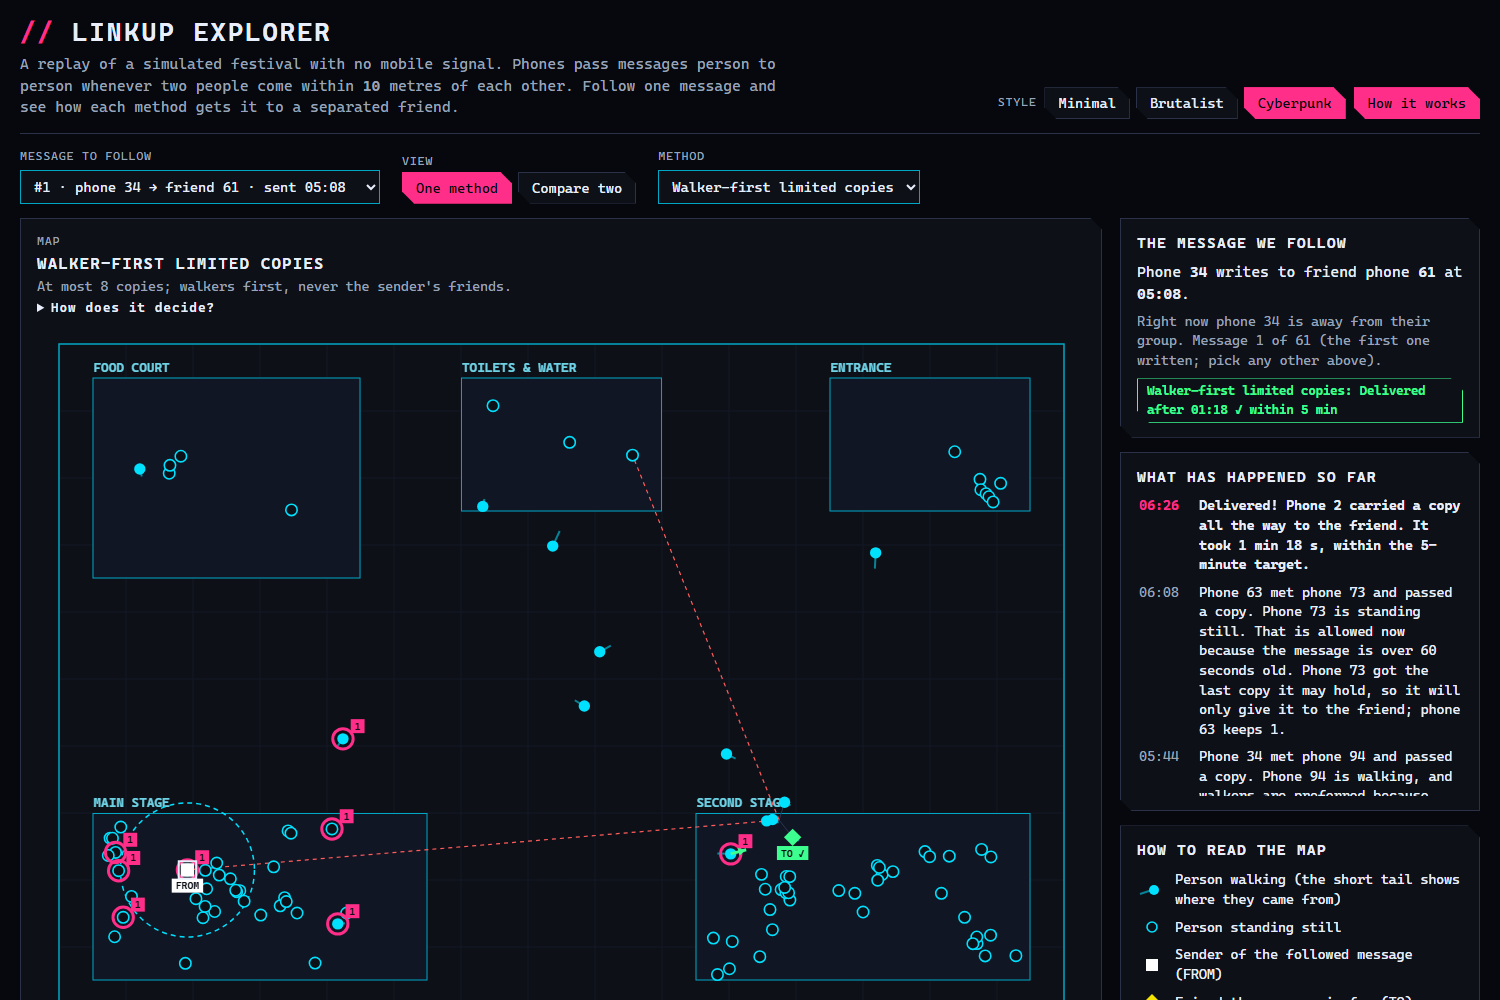 // LINKUP EXPLORER
A replay of a simulated festival with no mobile signal. Phones pass messages person to
person whenever two people come within 10 metres of each other. Follow one message and
see how each method gets it to a separated friend.
STYLE Minimal Brutalist Cyberpunk How it works
MESSAGE TO FOLLOW
#1 · phone 34 → friend 61 · sent 05:08
VIEW
One method Compare two
METHOD
Walker-first limited copies
MAP
WALKER-FIRST LIMITED COPIES
At most 8 copies; walkers first, never the sender's friends.
▶ How does it decide?
FOOD COURT
TOILETS & WATER
ENTRANCE
1
MAIN STAGE
1
1
1
1
FROM
1
1
SECOND STAG
1
TO ✓
THE MESSAGE WE FOLLOW
Phone 34 writes to friend phone 61 at
05:08.
Right now phone 34 is away from their
group. Message 1 of 61 (the first one
written; pick any other above).
Walker-first limited copies: Delivered
after 01:18 ✓ within 5 min
WHAT HAS HAPPENED SO FAR
06:26 Delivered! Phone 2 carried a copy
all the way to the friend. It
took 1 min 18 s, within the 5-
minute target.
06:08 Phone 63 met phone 73 and passed
a copy. Phone 73 is standing
still. That is allowed now
because the message is over 60
seconds old. Phone 73 got the
last copy it may hold, so it will
only give it to the friend; phone
63 keeps 1.
05:44 Phone 34 met phone 94 and passed
a copy. Phone 94 is walking, and
walkers are preferred because
HOW TO READ THE MAP
Person walking (the short tail shows
where they came from)
Person standing still
Sender of the followed message
(FROM)